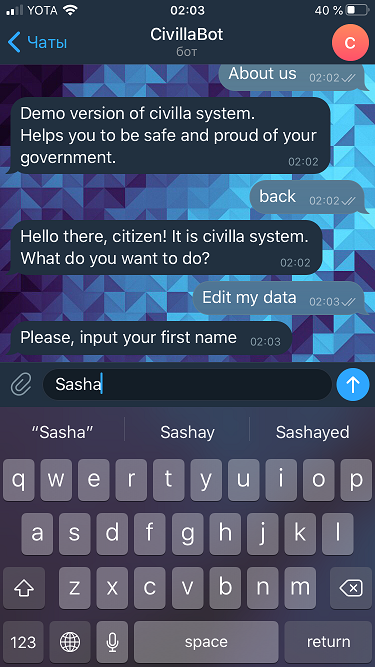 YOTA 02:03 40 %
Чаты CivillaBot C
бот
About us 02:02
Demo version of civilla system.
Helps you to be safe and proud of your
government. 02:02
back 02:02
Hello there, citizen! It is civilla system.
What do you want to do? 02:02
Edit my data 02:03
Please, input your first name 02:03
Sasha
“Sasha” Sashay Sashayed
q w e r t y u i o p
a s d f g h j k l
z x c v b n m
123 space return